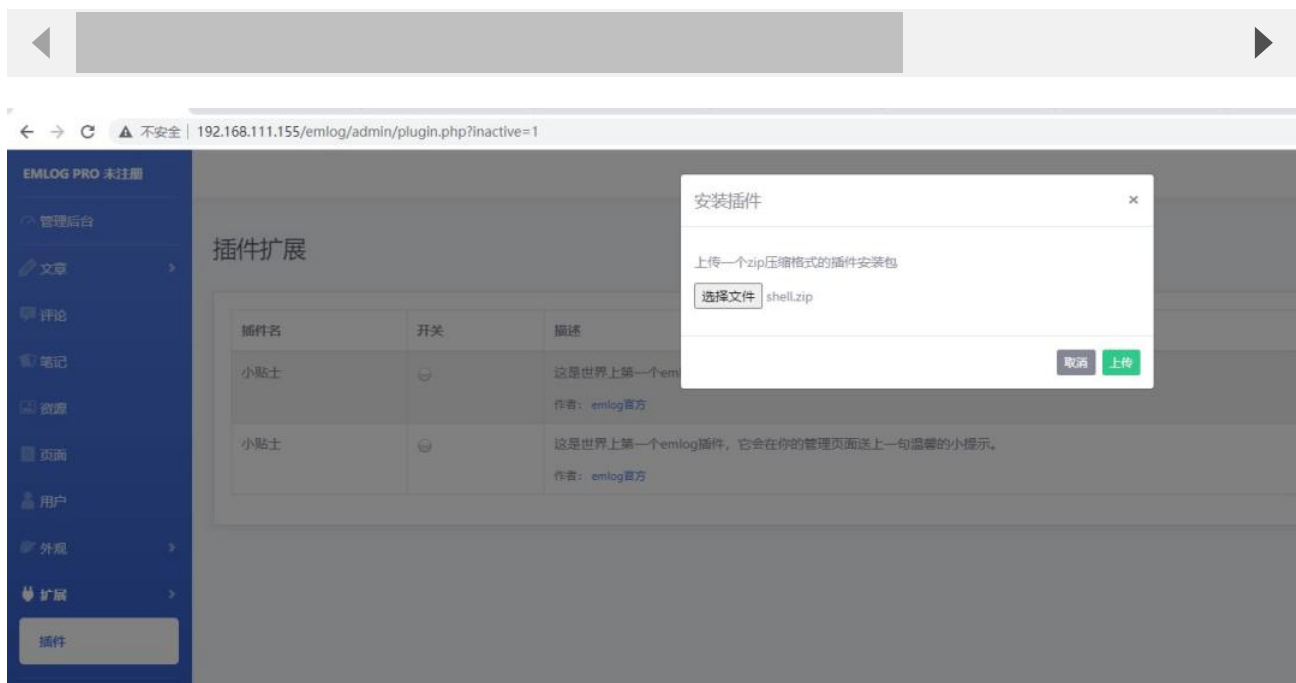 不安全 192.168.111.155/emlog/admin/plugin.php?inactive=1
EMLOG PRO 未注册
管理后台
文章
评论
笔记
资源
页面
用户
外观
扩展
插件
插件扩展
插件名 开关 描述
小贴士 这是世界上第一个eml
作者： emlog官方
小贴士 这是世界上第一个emlog插件，它会在你的管理页面送上一句温馨的小提示。
作者： emlog官方
安装插件 ×
上传一个zip压缩格式的插件安装包
选择文件 shell.zip
取消 上传